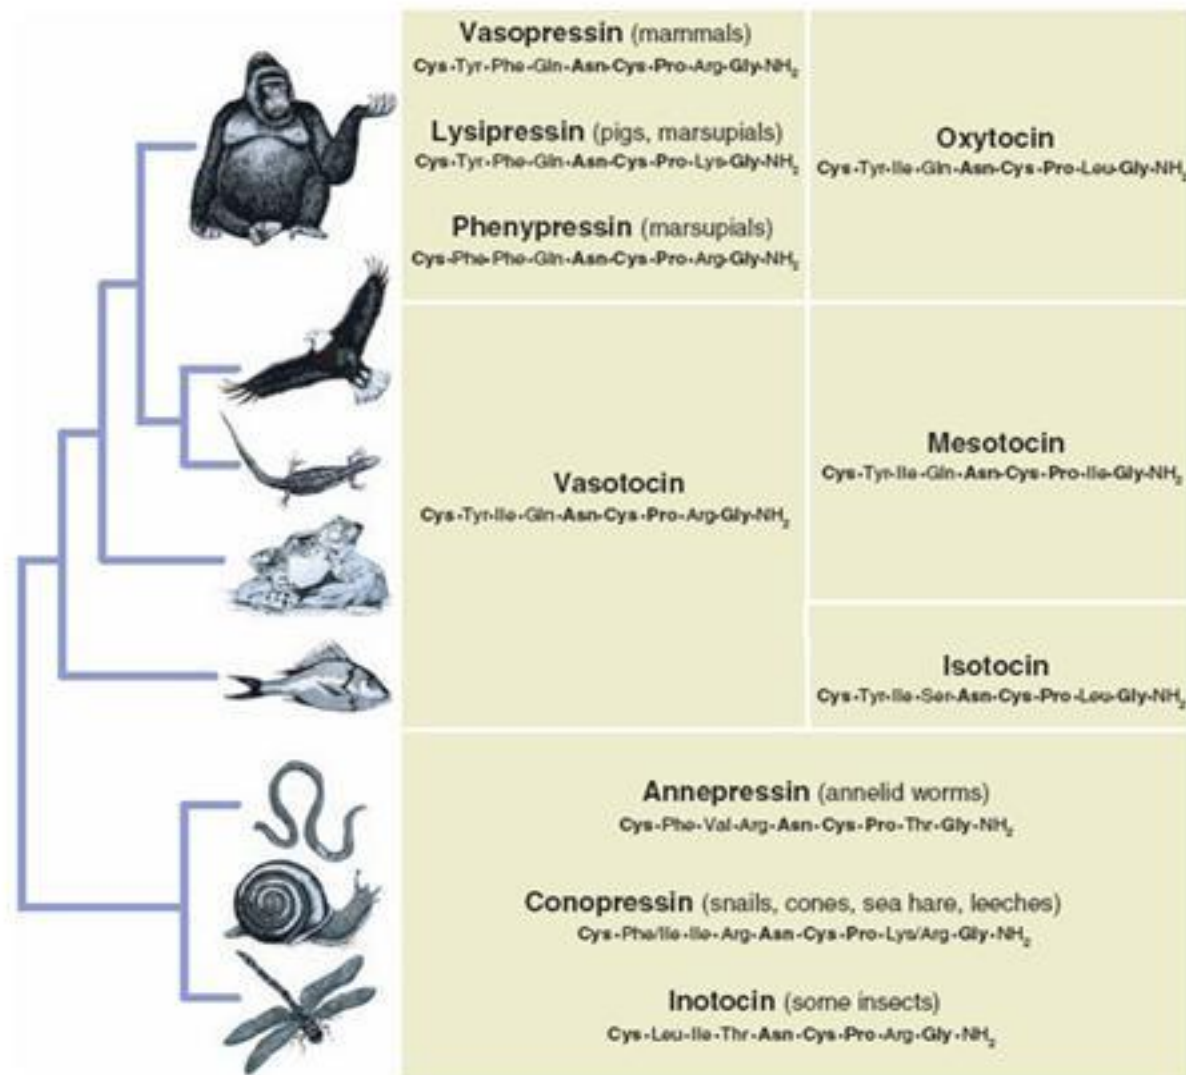 Vasopressin (mammals)
Cys-Tyr-Phe-Gln-Asn-Cys-Pro-Arg-Gly-NH₂
Lysipressin (pigs, marsupials)
Cys-Tyr-Phe-Gln-Asn-Cys-Pro-Lys-Gly-NH₂
Phenypressin (marsupials)
Cys-Phe-Phe-Gln-Asn-Cys-Pro-Arg-Gly-NH₂
Oxytocin
Cys-Tyr-Ile-Gln-Asn-Cys-Pro-Leu-Gly-NH₂
Vasotocin
Cys-Tyr-Ile-Gln-Asn-Cys-Pro-Arg-Gly-NH₂
Mesotocin
Cys-Tyr-Ile-Gln-Asn-Cys-Pro-Ile-Gly-NH₂
Isotocin
Cys-Tyr-Ile-Ser-Asn-Cys-Pro-Leu-Gly-NH₂
Annepressin (annelid worms)
Cys-Phe-Val-Arg-Asn-Cys-Pro-Thr-Gly-NH₂
Conopressin (snails, cones, sea hare, leeches)
Cys-Phe/Ile-Ile-Arg-Asn-Cys-Pro-Lys/Arg-Gly-NH₂
Inotocin (some insects)
Cys-Leu-Ile-Thr-Asn-Cys-Pro-Arg-Gly-NH₂